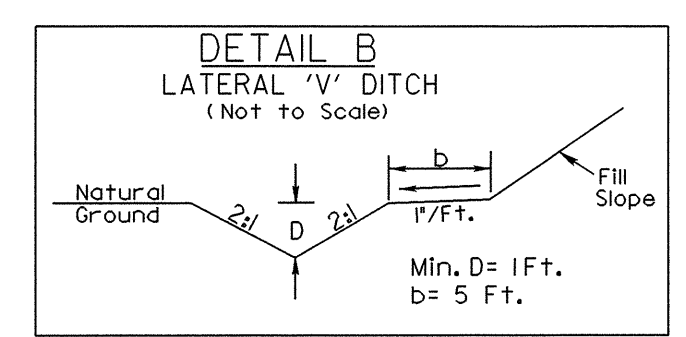 DETAIL B
LATERAL 'V' DITCH
(Not to Scale)
b
Natural
Ground
2:1
D
2:1
1"/Ft.
Fill
Slope
Min. D= 1Ft.
b= 5 Ft.